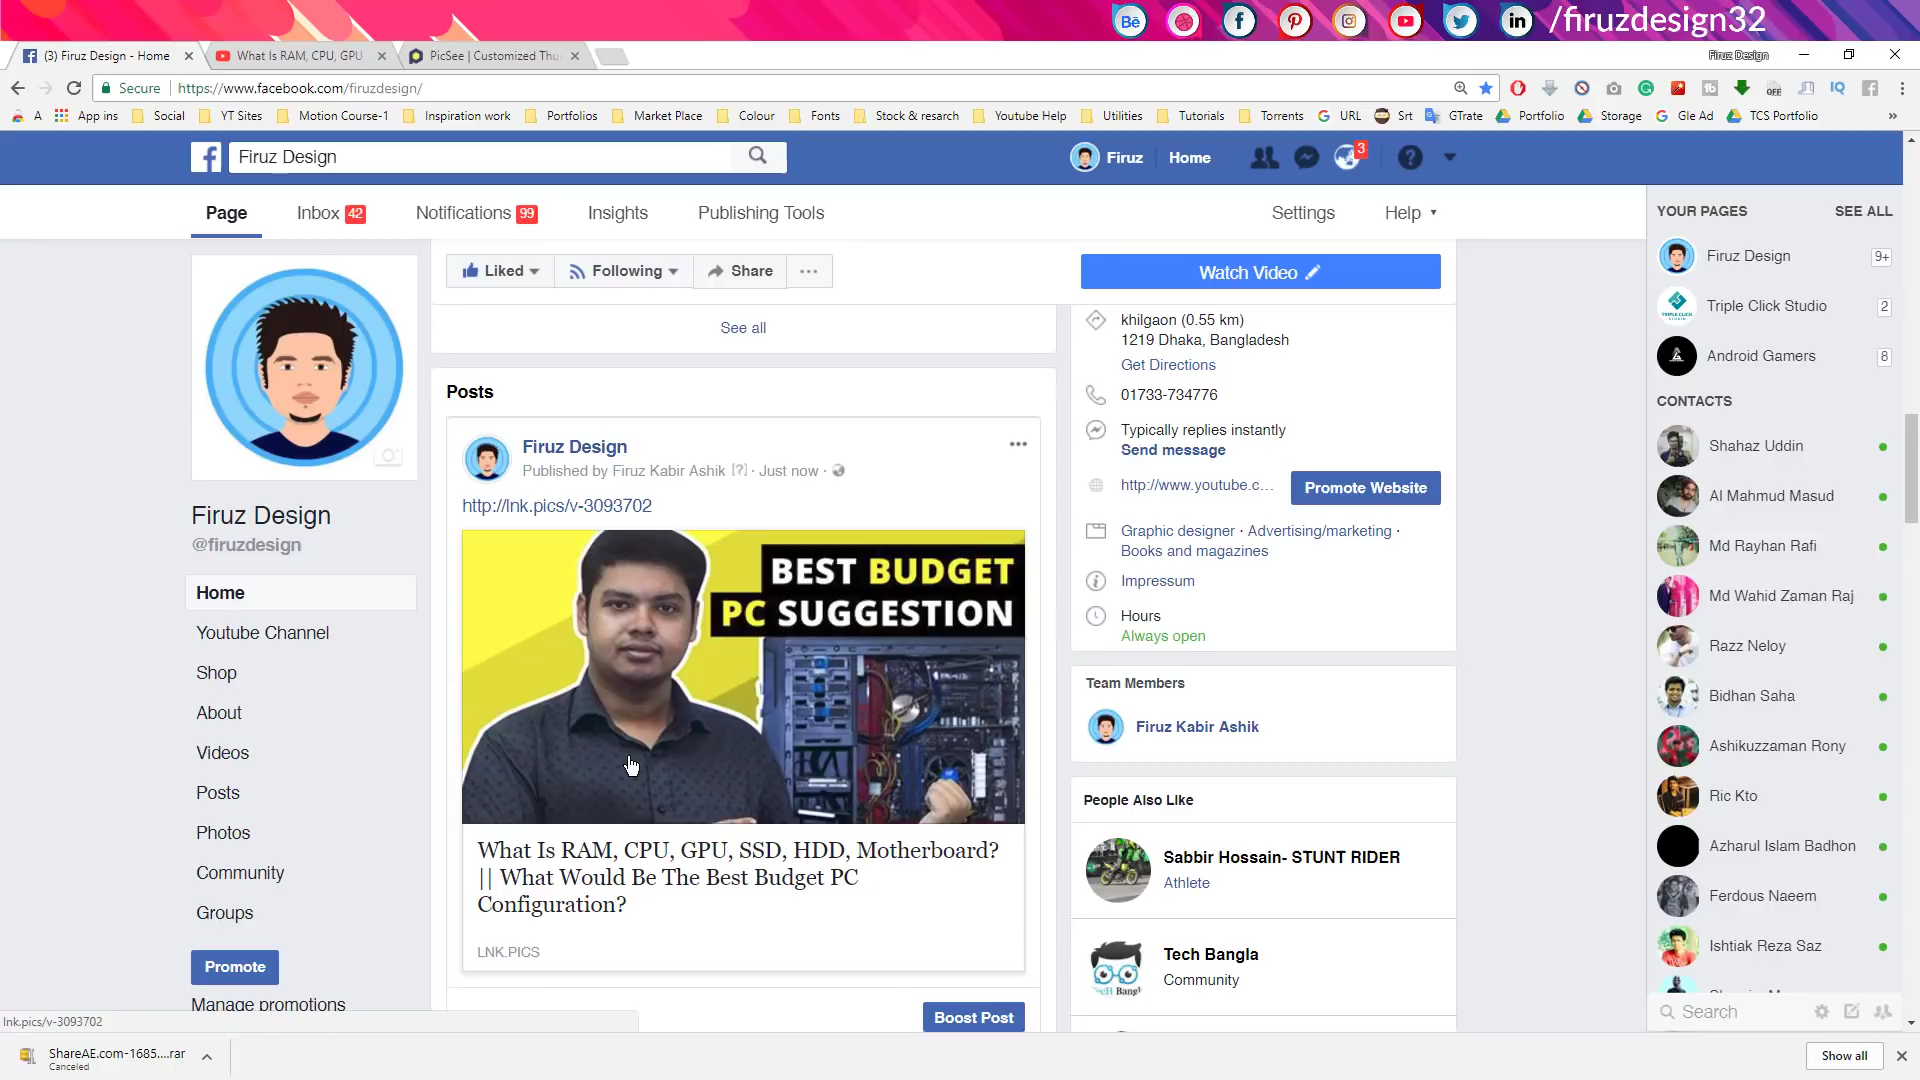 Bē
/firuzdesign32
(3) Firuz Design - Home
What Is RAM, CPU, GPU
PicSee | Customized Thu
Firuz Design
Secure
https://www.facebook.com/firuzdesign/
A
App ins
Social
YT Sites
Motion Course-1
Inspiration work
Portfolios
Market Place
Colour
Fonts
Stock & resarch
Youtube Help
Utilities
Tutorials
Torrents
URL
Srt
GTrate
Portfolio
Storage
Gle Ad
TCS Portfolio
»
Firuz Design
Firuz
Home
3
Page
Inbox 42
Notifications 99
Insights
Publishing Tools
Settings
Help
Liked
Following
Share
Watch Video
See all
Posts
Firuz Design
Published by Firuz Kabir Ashik [?] · Just now ·
http://lnk.pics/v-3093702
BEST BUDGET
PC SUGGESTION
What Is RAM, CPU, GPU, SSD, HDD, Motherboard?
|| What Would Be The Best Budget PC
Configuration?
LNK.PICS
Boost Post
Firuz Design
@firuzdesign
Home
Youtube Channel
Shop
About
Videos
Posts
Photos
Community
Groups
Promote
Manage promotions
khilgaon (0.55 km)
1219 Dhaka, Bangladesh
Get Directions
01733-734776
Typically replies instantly
Send message
http://www.youtube.c...
Promote Website
Graphic designer · Advertising/marketing ·
Books and magazines
Impressum
Hours
Always open
Team Members
Firuz Kabir Ashik
People Also Like
Sabbir Hossain- STUNT RIDER
Athlete
Tech Bangla
Community
YOUR PAGES
SEE ALL
Firuz Design
9+
Triple Click Studio
2
Android Gamers
8
CONTACTS
Shahaz Uddin
Al Mahmud Masud
Md Rayhan Rafi
Md Wahid Zaman Raj
Razz Neloy
Bidhan Saha
Ashikuzzaman Rony
Ric Kto
Azharul Islam Badhon
Ferdous Naeem
Ishtiak Reza Saz
Search
lnk.pics/v-3093702
ShareAE.com-1685....rar
Canceled
Show all